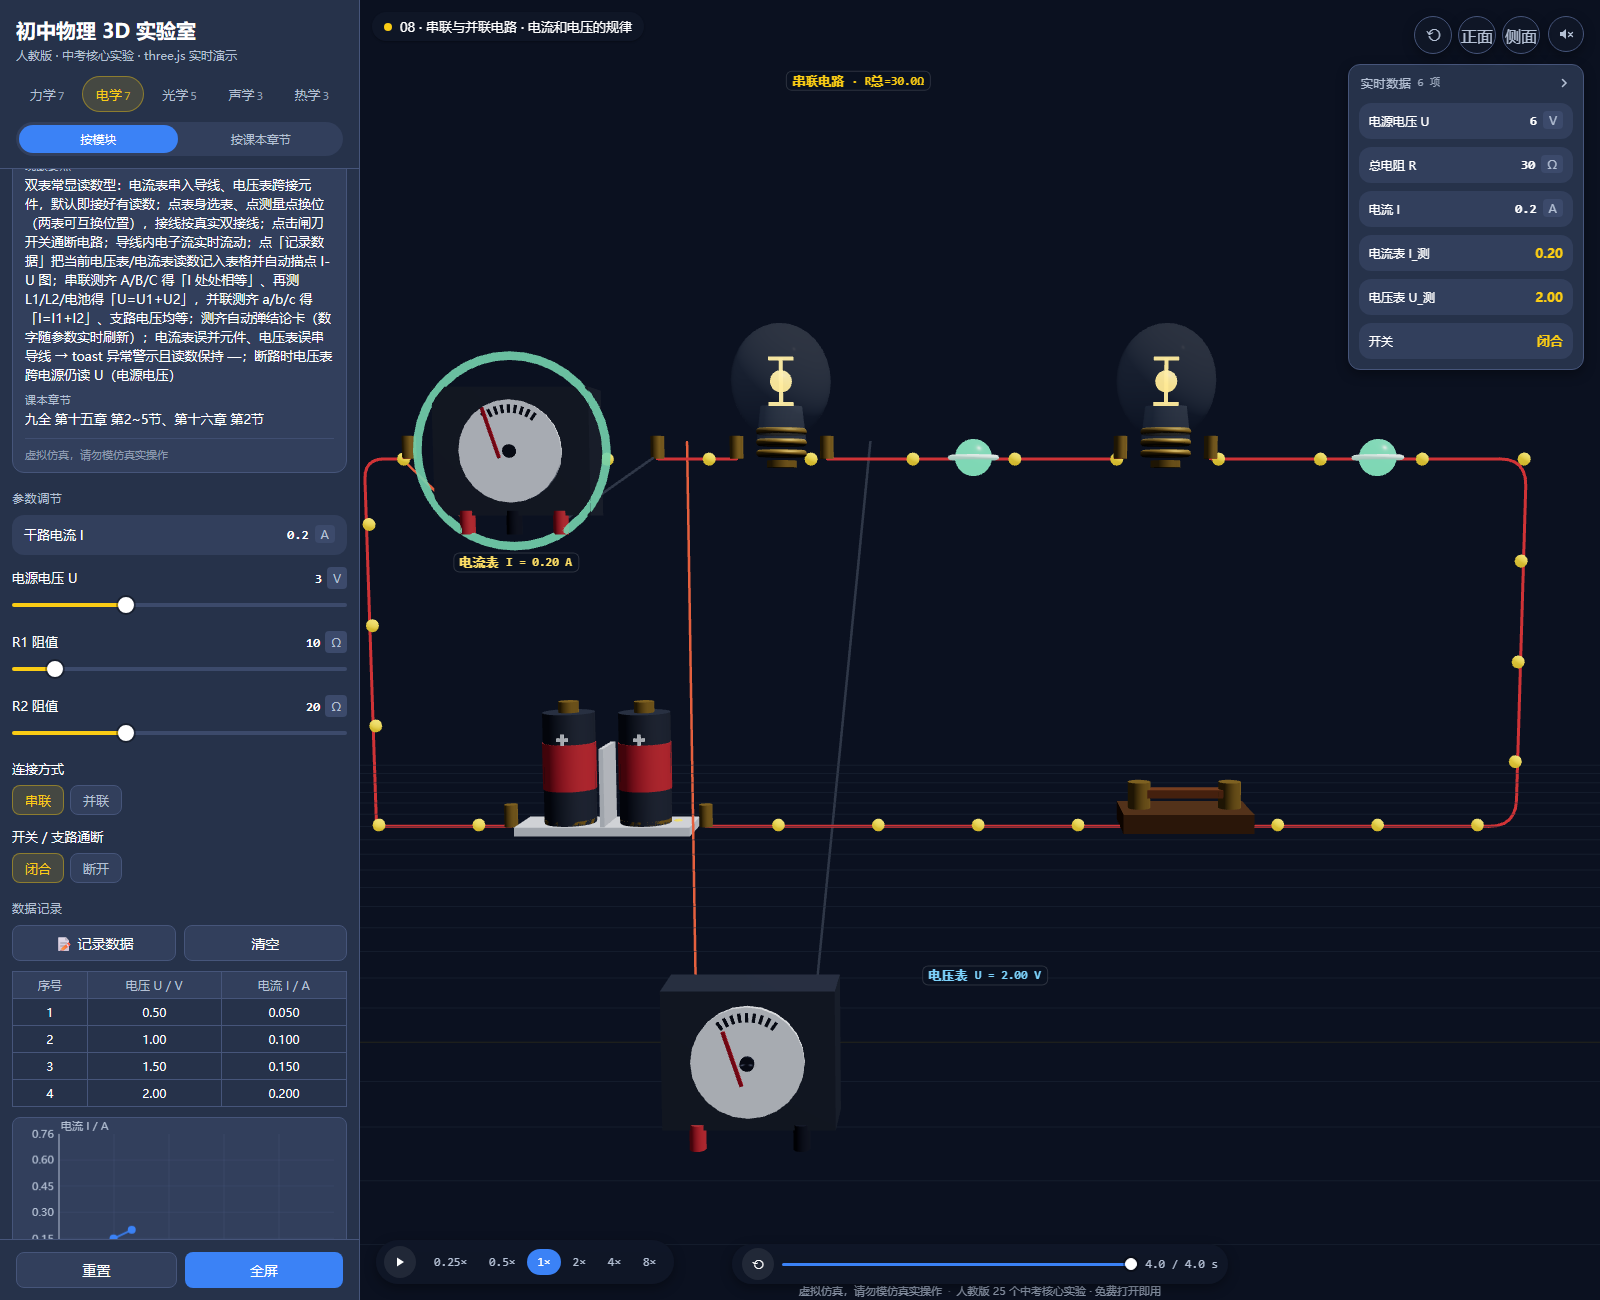 初中物理 3D 实验室
人教版 · 中考核心实验 · three.js 实时演示
力学7
电学7
光学5
声学3
热学3
按模块
按课本章节
双表常显读数型：电流表串入导线、电压表跨接元
件，默认即接好有读数；点表身选表、点测量点换位
（两表可互换位置），接线按真实双接线；点击闸刀
开关通断电路；导线内电子流实时流动；点「记录数
据」把当前电压表/电流表读数记入表格并自动描点 I-
U 图；串联测齐 A/B/C 得「I 处处相等」、再测
L1/L2/电池得「U=U1+U2」，并联测齐 a/b/c 得
「I=I1+I2」、支路电压均等；测齐自动弹结论卡（数
字随参数实时刷新）；电流表误并元件、电压表误串
导线 → toast 异常警示且读数保持 —；断路时电压表
跨电源仍读 U（电源电压）
课本章节
九全 第十五章 第2~5节、第十六章 第2节
虚拟仿真，请勿模仿真实操作
参数调节
干路电流 I 0.2 A
电源电压 U 3 V
R1 阻值 10 Ω
R2 阻值 20 Ω
连接方式
串联 并联
开关 / 支路通断
闭合 断开
数据记录
📝 记录数据 清空
序号 电压 U / V 电流 I / A
1 0.50 0.050
2 1.00 0.100
3 1.50 0.150
4 2.00 0.200
电流 I / A
0.76
0.60
0.45
0.30
0.15
重置 全屏
08 · 串联与并联电路 · 电流和电压的规律
串联电路 · R总=30.0Ω
正面
侧面
实时数据 6 项
电源电压 U 6 V
总电阻 R 30 Ω
电流 I 0.2 A
电流表 I_测 0.20
电压表 U_测 2.00
开关 闭合
电流表 I = 0.20 A
电压表 U = 2.00 V
0.25× 0.5× 1× 2× 4× 8×
4.0 / 4.0 s
虚拟仿真，请勿模仿真实操作 · 人教版 25 个中考核心实验 · 免费打开即用